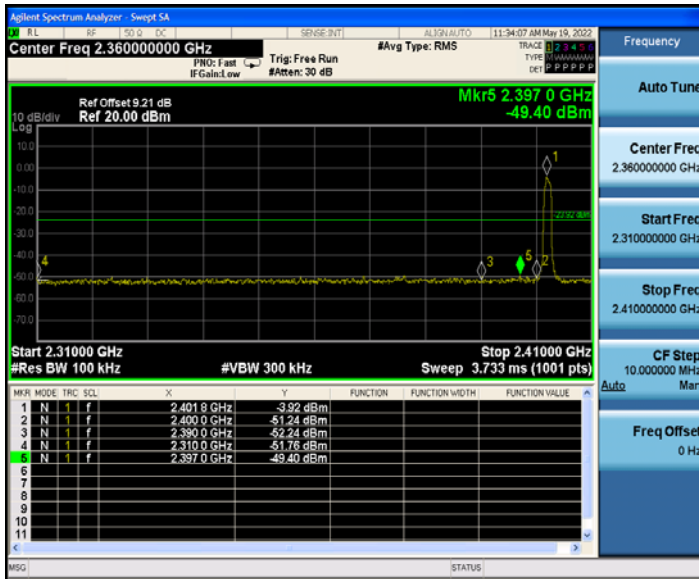 Agilent Spectrum Analyzer - Swept SA
RL RF 50 Ω DC SENSE:INT ALIGN AUTO 11:34:07 AM May 19, 2022
Center Freq 2.360000000 GHz #Avg Type: RMS TRACE 1 2 3 4 5 6
PNO: Fast Trig: Free Run TYPE M W W W W W
IFGain:Low #Atten: 30 dB DET P P P P P P
Mkr5 2.397 0 GHz
-49.40 dBm
Ref Offset 9.21 dB
10 dB/div Ref 20.00 dBm
Log
10.0
0.00
-10.0
-20.0
-30.0
-40.0
-50.0
-60.0
-70.0
1
-23.92 dBm
4
3
5
2
Start 2.31000 GHz Stop 2.41000 GHz
#Res BW 100 kHz #VBW 300 kHz Sweep 3.733 ms (1001 pts)
MKR MODE TRC SCL X Y FUNCTION FUNCTION WIDTH FUNCTION VALUE
1 N 1 f 2.401 8 GHz -3.92 dBm
2 N 1 f 2.400 0 GHz -51.24 dBm
3 N 1 f 2.390 0 GHz -52.24 dBm
4 N 1 f 2.310 0 GHz -51.76 dBm
5 N 1 f 2.397 0 GHz -49.40 dBm
6
7
8
9
10
11
MSG STATUS
Frequency
Auto Tune
Center Freq
2.360000000 GHz
Start Freq
2.310000000 GHz
Stop Freq
2.410000000 GHz
CF Step
10.000000 MHz
Auto Man
Freq Offset
0 Hz